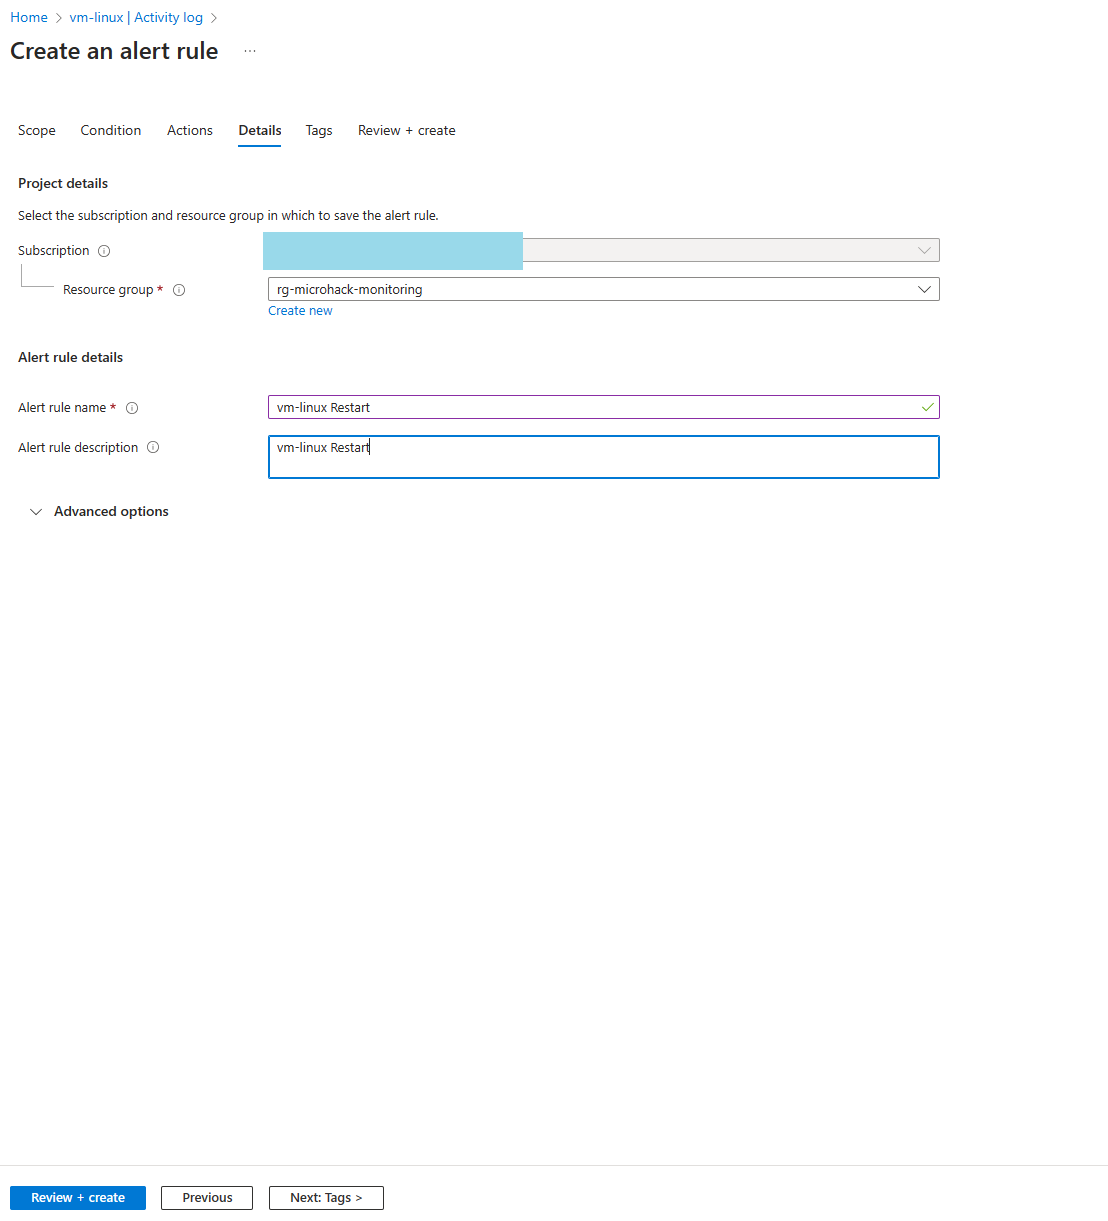 Home > vm-linux | Activity log >
Create an alert rule ...
Scope Condition Actions Details Tags Review + create
Project details
Select the subscription and resource group in which to save the alert rule.
Subscription
Resource group * rg-microhack-monitoring
Create new
Alert rule details
Alert rule name * vm-linux Restart
Alert rule description vm-linux Restart
Advanced options
Review + create Previous Next: Tags >